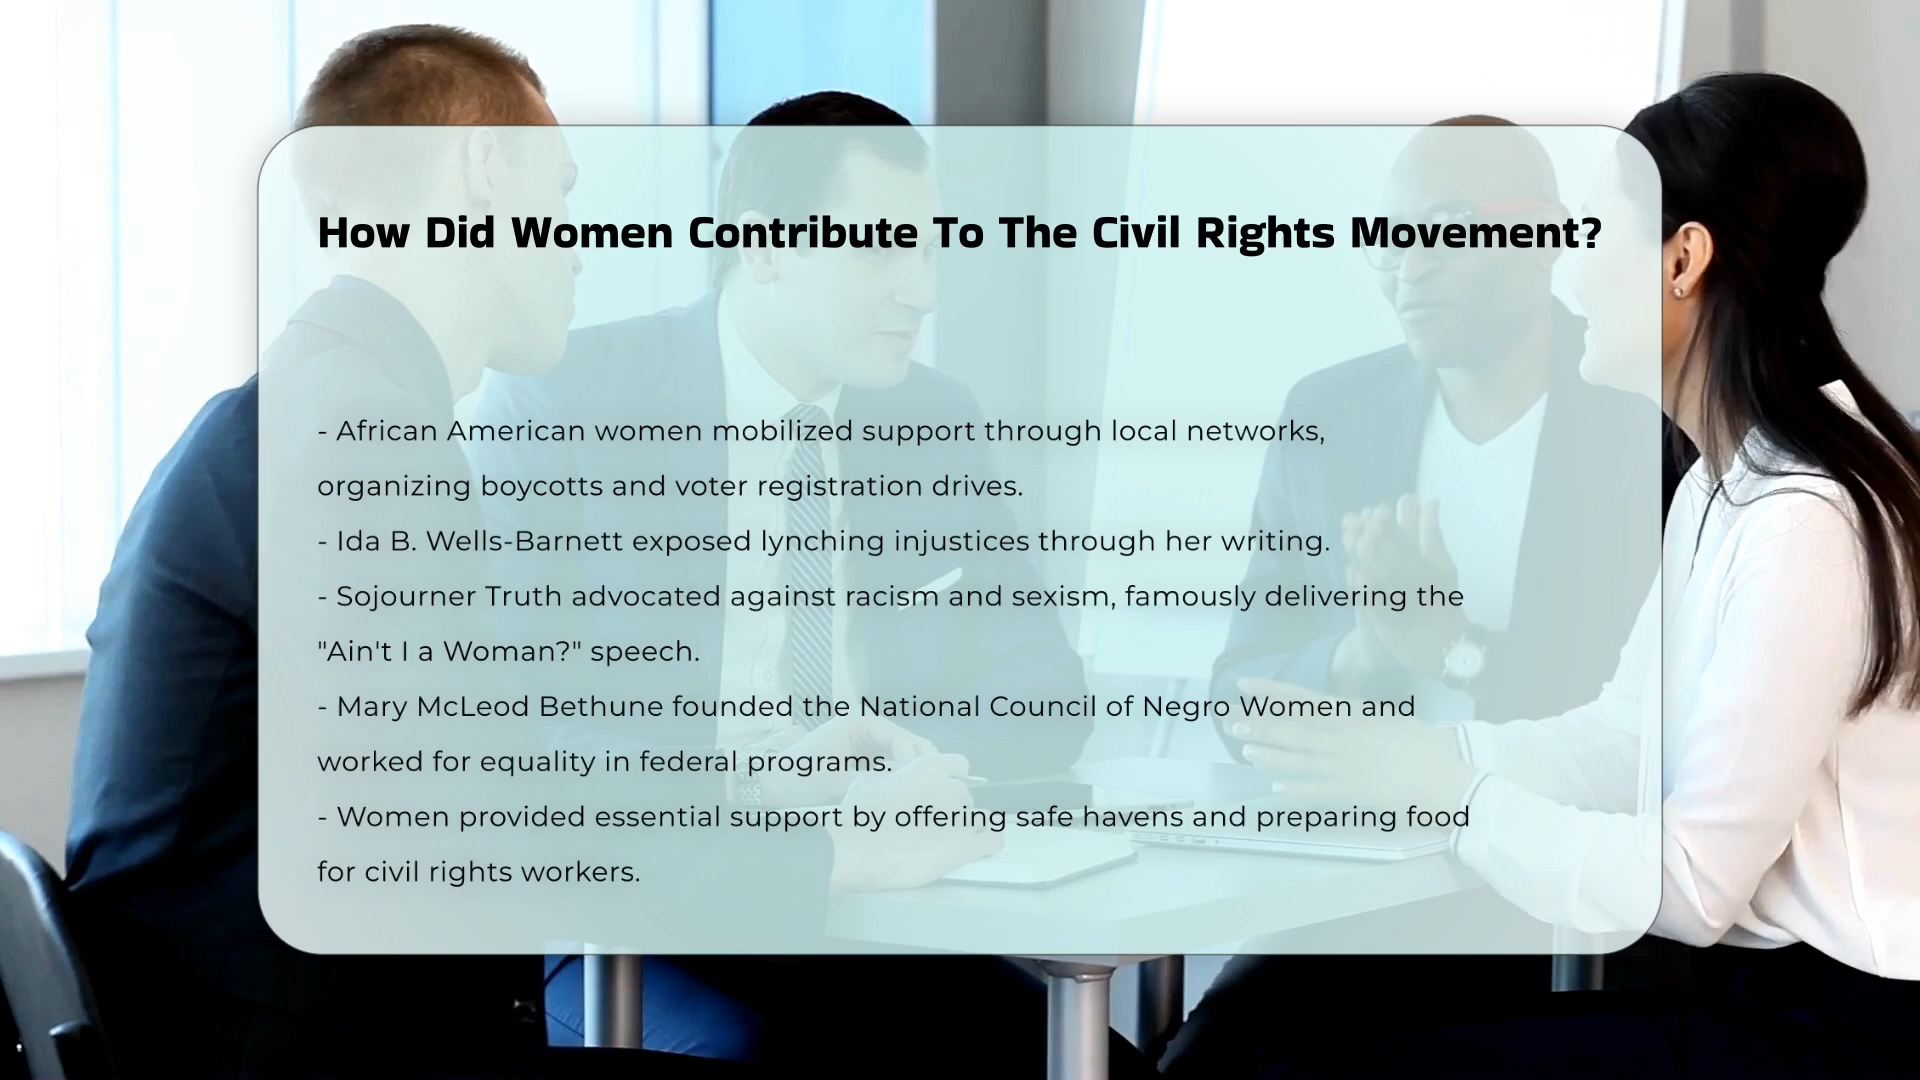 How Did Women Contribute To The Civil Rights Movement?
- African American women mobilized support through local networks,
organizing boycotts and voter registration drives.
- Ida B. Wells-Barnett exposed lynching injustices through her writing.
- Sojourner Truth advocated against racism and sexism, famously delivering the
"Ain't I a Woman?" speech.
- Mary McLeod Bethune founded the National Council of Negro Women and
worked for equality in federal programs.
- Women provided essential support by offering safe havens and preparing food
for civil rights workers.